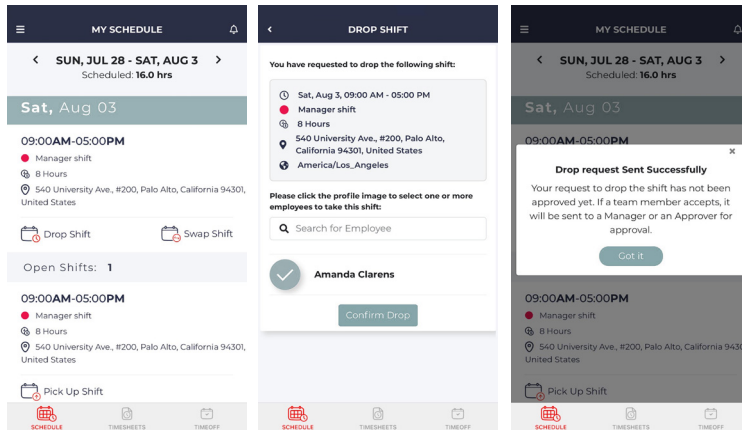 MY SCHEDULE
SUN, JUL 28 - SAT, AUG 3
Scheduled: 16.0 hrs
Sat, Aug 03
09:00AM-05:00PM
Manager shift
8 Hours
540 University Ave., #200, Palo Alto, California 94301,
United States
Drop Shift
Swap Shift
Open Shifts: 1
09:00AM-05:00PM
Manager shift
8 Hours
540 University Ave., #200, Palo Alto, California 94301,
United States
Pick Up Shift
SCHEDULE
TIMESHEETS
TIMEOFF
DROP SHIFT
You have requested to drop the following shift:
Sat, Aug 3, 09:00 AM - 05:00 PM
Manager shift
8 Hours
540 University Ave., #200, Palo Alto,
California 94301, United States
America/Los_Angeles
Please click the profile image to select one or more
employees to take this shift:
Search for Employee
Amanda Clarens
Confirm Drop
SCHEDULE
TIMESHEETS
TIMEOFF
MY SCHEDULE
SUN, JUL 28 - SAT, AUG 3
Scheduled: 16.0 hrs
Sat, Aug 03
09:00AM-05:00PM
Drop request Sent Successfully
Your request to drop the shift has not been
approved yet. If a team member accepts, it
will be sent to a Manager or an Approver for
approval.
Got it
09:00AM-05:00PM
Manager shift
8 Hours
540 University Ave., #200, Palo Alto, California 9430
United States
Pick Up Shift
SCHEDULE
TIMESHEETS
TIMEOFF